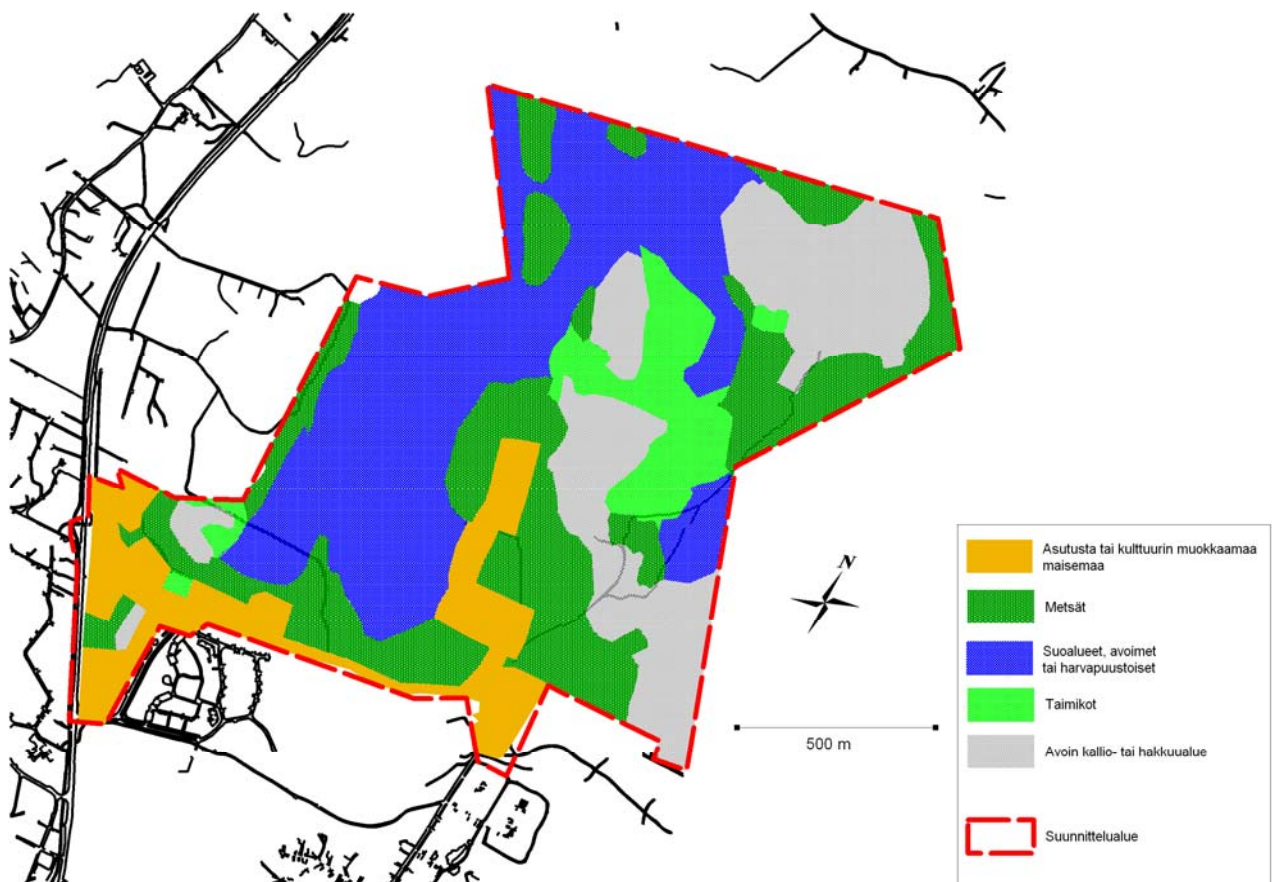 N
500 m
Asutusta tai kulttuurin muokkaamaa
maisemaa
Metsät
Suoalueet, avoimet
tai harvapuustoiset
Taimikot
Avoin kallio- tai hakkuualue
Suunnittelualue